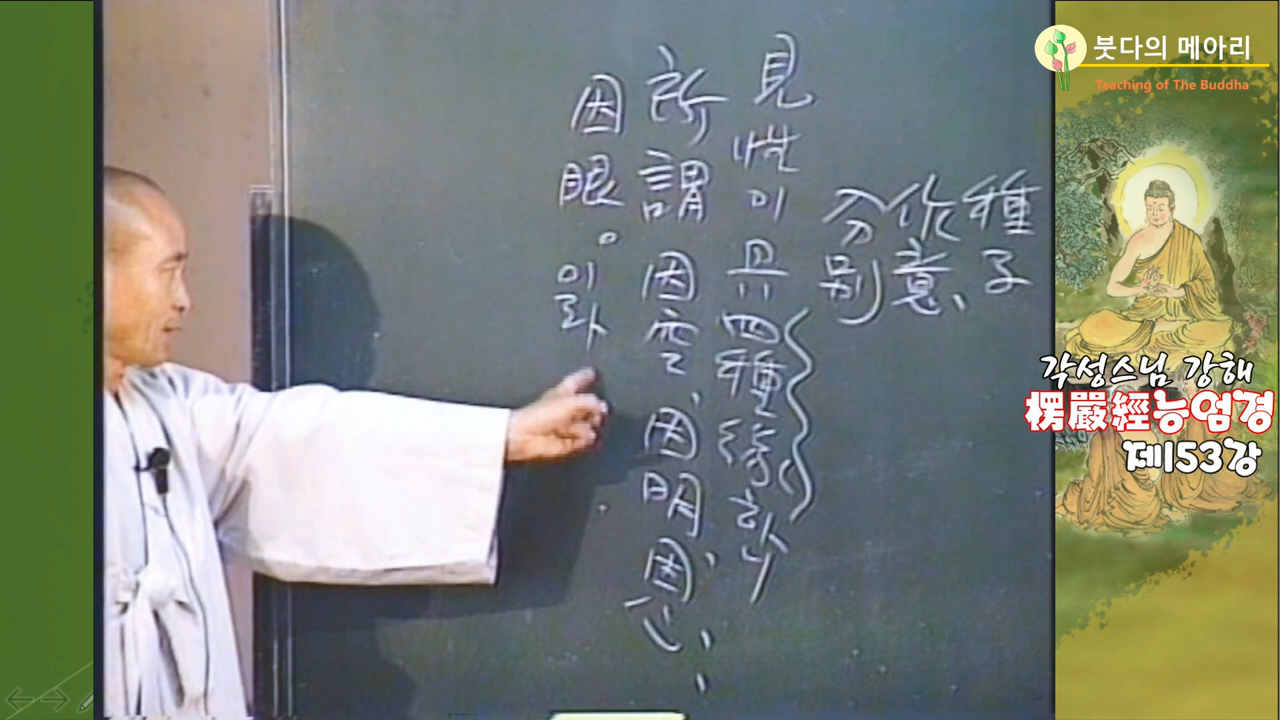 붓다의 메아리
Teaching of The Buddha
種子
作意、
分別
見性이 具四種緣하야
所謂 因空、因明、因心、、
因眼。이라
각성스님 강해
楞嚴經능엄경
제153강